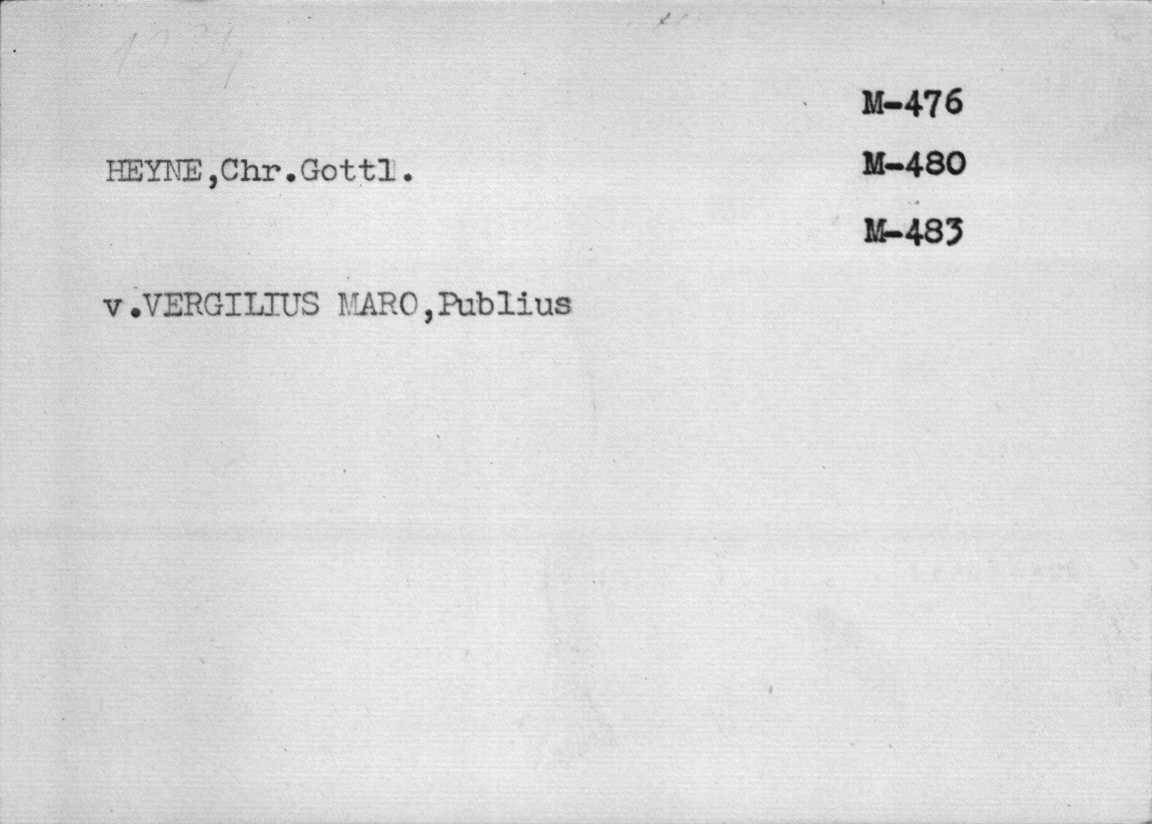 M-476
HEYNE,Chr.Gottl.
M-480
M-483
v.VERGILIUS MARO,Publius